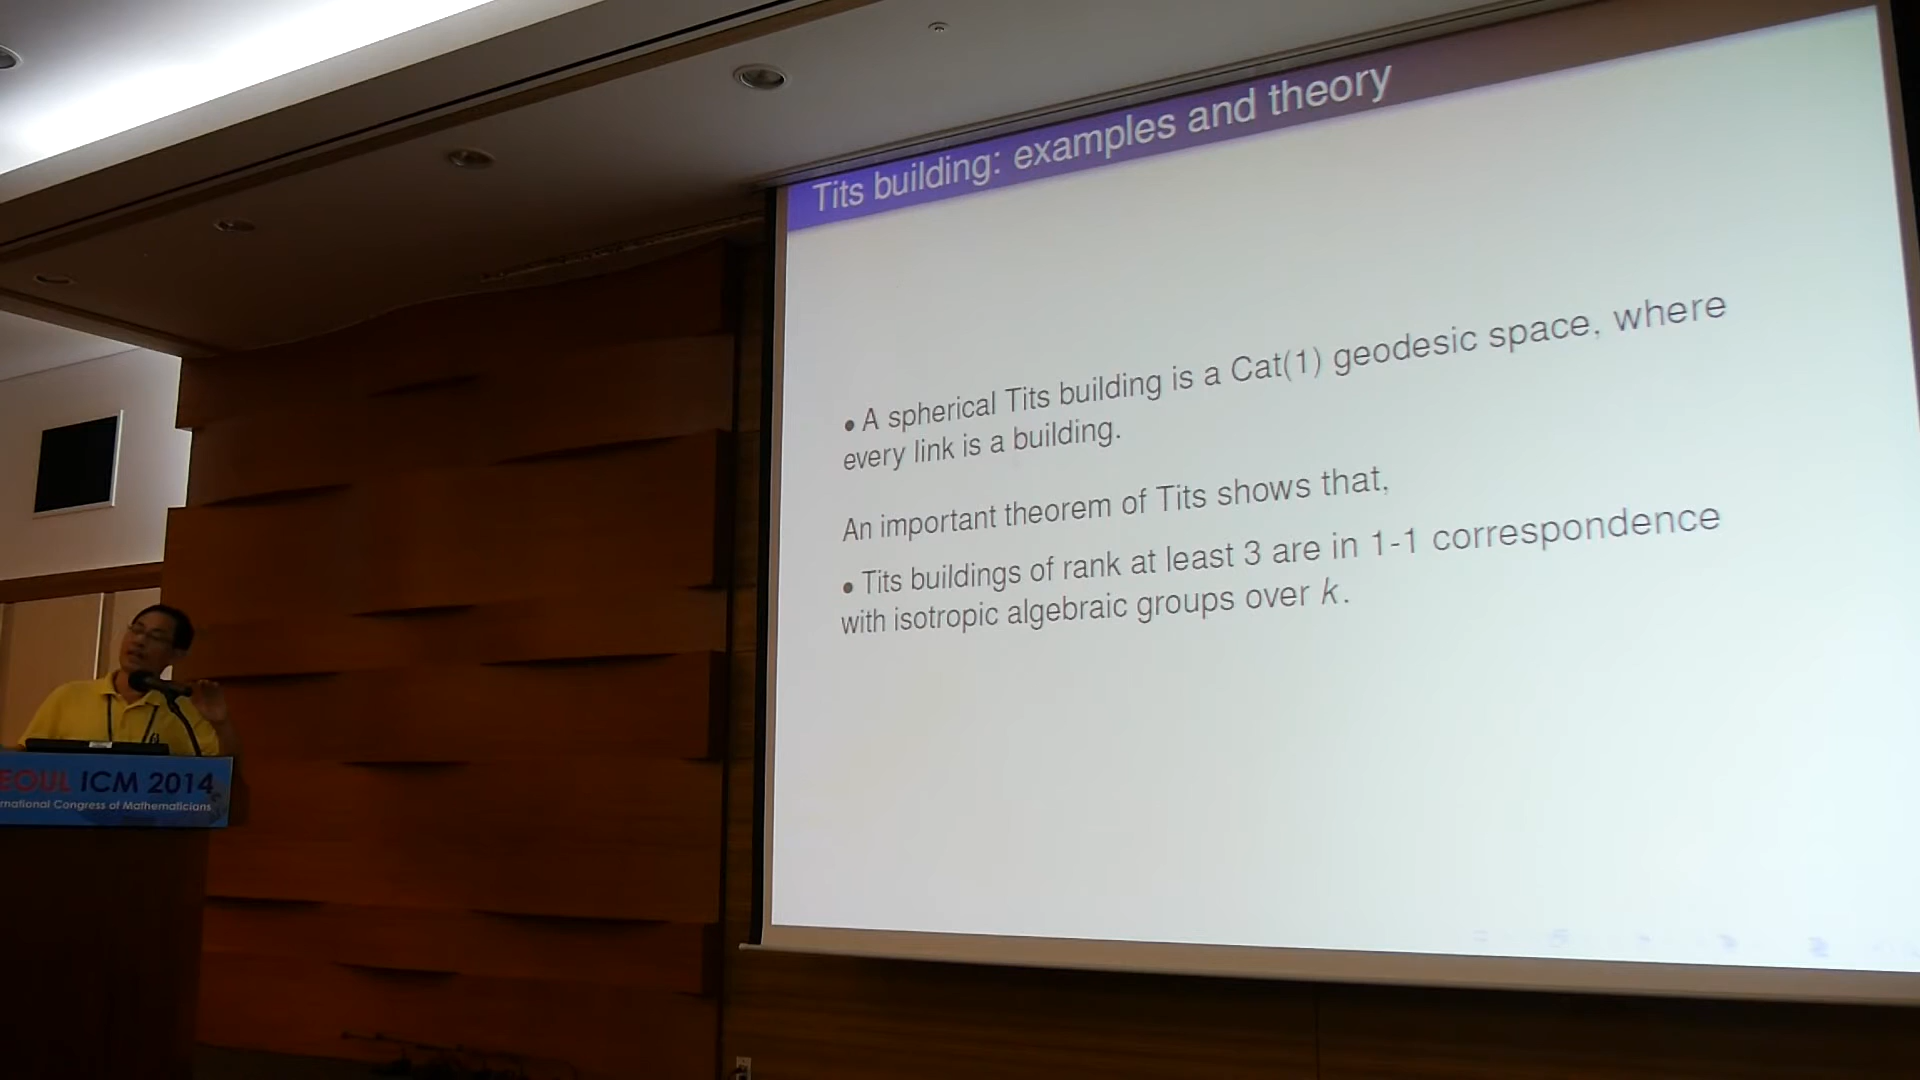 Tits building: examples and theory
• A spherical Tits building is a Cat(1) geodesic space, where
every link is a building.
An important theorem of Tits shows that,
• Tits buildings of rank at least 3 are in 1-1 correspondence
with isotropic algebraic groups over k.
EOUL ICM 2014
rnational Congress of Mathematicians